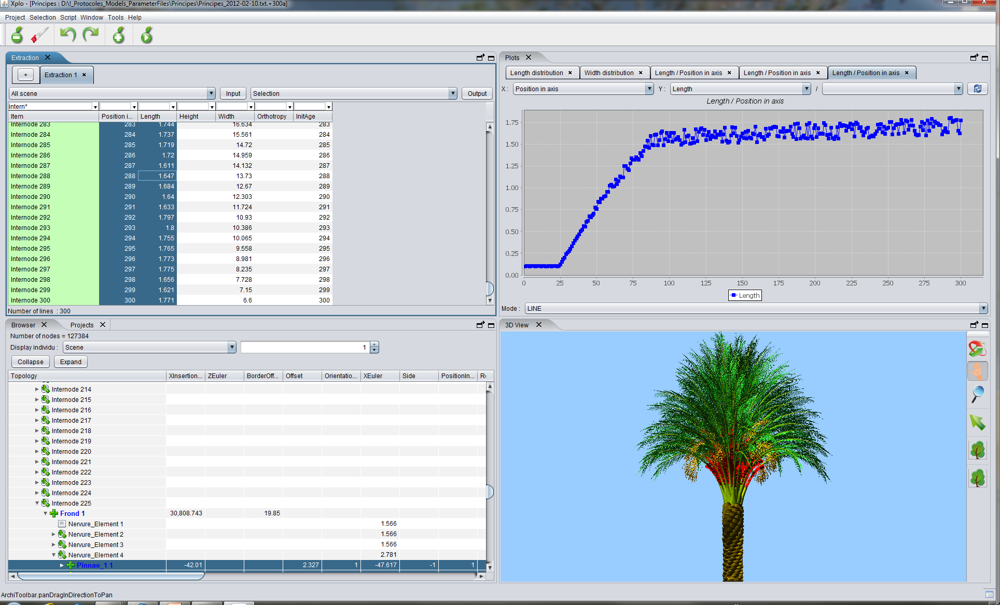 Xplo - [Principes : D:\!_Protocoles_Models_ParameterFiles\Principes\Principes_2012-02-10.txt.+300a]
Project Selection Script Window Tools Help
Extraction
+ Extraction 1
All scene Input Selection Output
intern*
Item Position i... Length Height Width Orthotropy InitAge
Internode 283 283 1.744 16.634 283
Internode 284 284 1.737 15.561 284
Internode 285 285 1.719 14.72 285
Internode 286 286 1.72 14.959 286
Internode 287 287 1.611 14.132 287
Internode 288 288 1.647 13.73 288
Internode 289 289 1.684 12.67 289
Internode 290 290 1.64 12.303 290
Internode 291 291 1.633 11.724 291
Internode 292 292 1.797 10.93 292
Internode 293 293 1.8 10.386 293
Internode 294 294 1.755 10.065 294
Internode 295 295 1.765 9.558 295
Internode 296 296 1.773 8.981 296
Internode 297 297 1.775 8.235 297
Internode 298 298 1.656 7.728 298
Internode 299 299 1.621 7.15 299
Internode 300 300 1.771 6.6 300
Number of lines : 300
Plots
Length distribution Width distribution Length / Position in axis Length / Position in axis Length / Position in axis
X : Position in axis Y : Length /
Length / Position in axis
1.75
1.50
1.25
1.00
0.75
0.50
0.25
0.00
0 25 50 75 100 125 150 175 200 225 250 275 300
Length
Mode : LINE
Browser Projects
Number of nodes = 127384
Display individu : Scene 1
Collapse Expand
Topology XInsertion... ZEuler BorderOff... Offset Orientatio... XEuler Side PositionIn... R
Internode 214
Internode 215
Internode 216
Internode 217
Internode 218
Internode 219
Internode 220
Internode 221
Internode 222
Internode 223
Internode 224
Internode 225
Frond 1 30,808.743 19.85
Nervure_Element 1 1.566
Nervure_Element 2 1.566
Nervure_Element 3 1.566
Nervure_Element 4 2.781
Pinnae_1 1 -42.01 2.327 1 -47.617 -1 1
3D View
ArchiToolbar.panDragInDirectionToPan